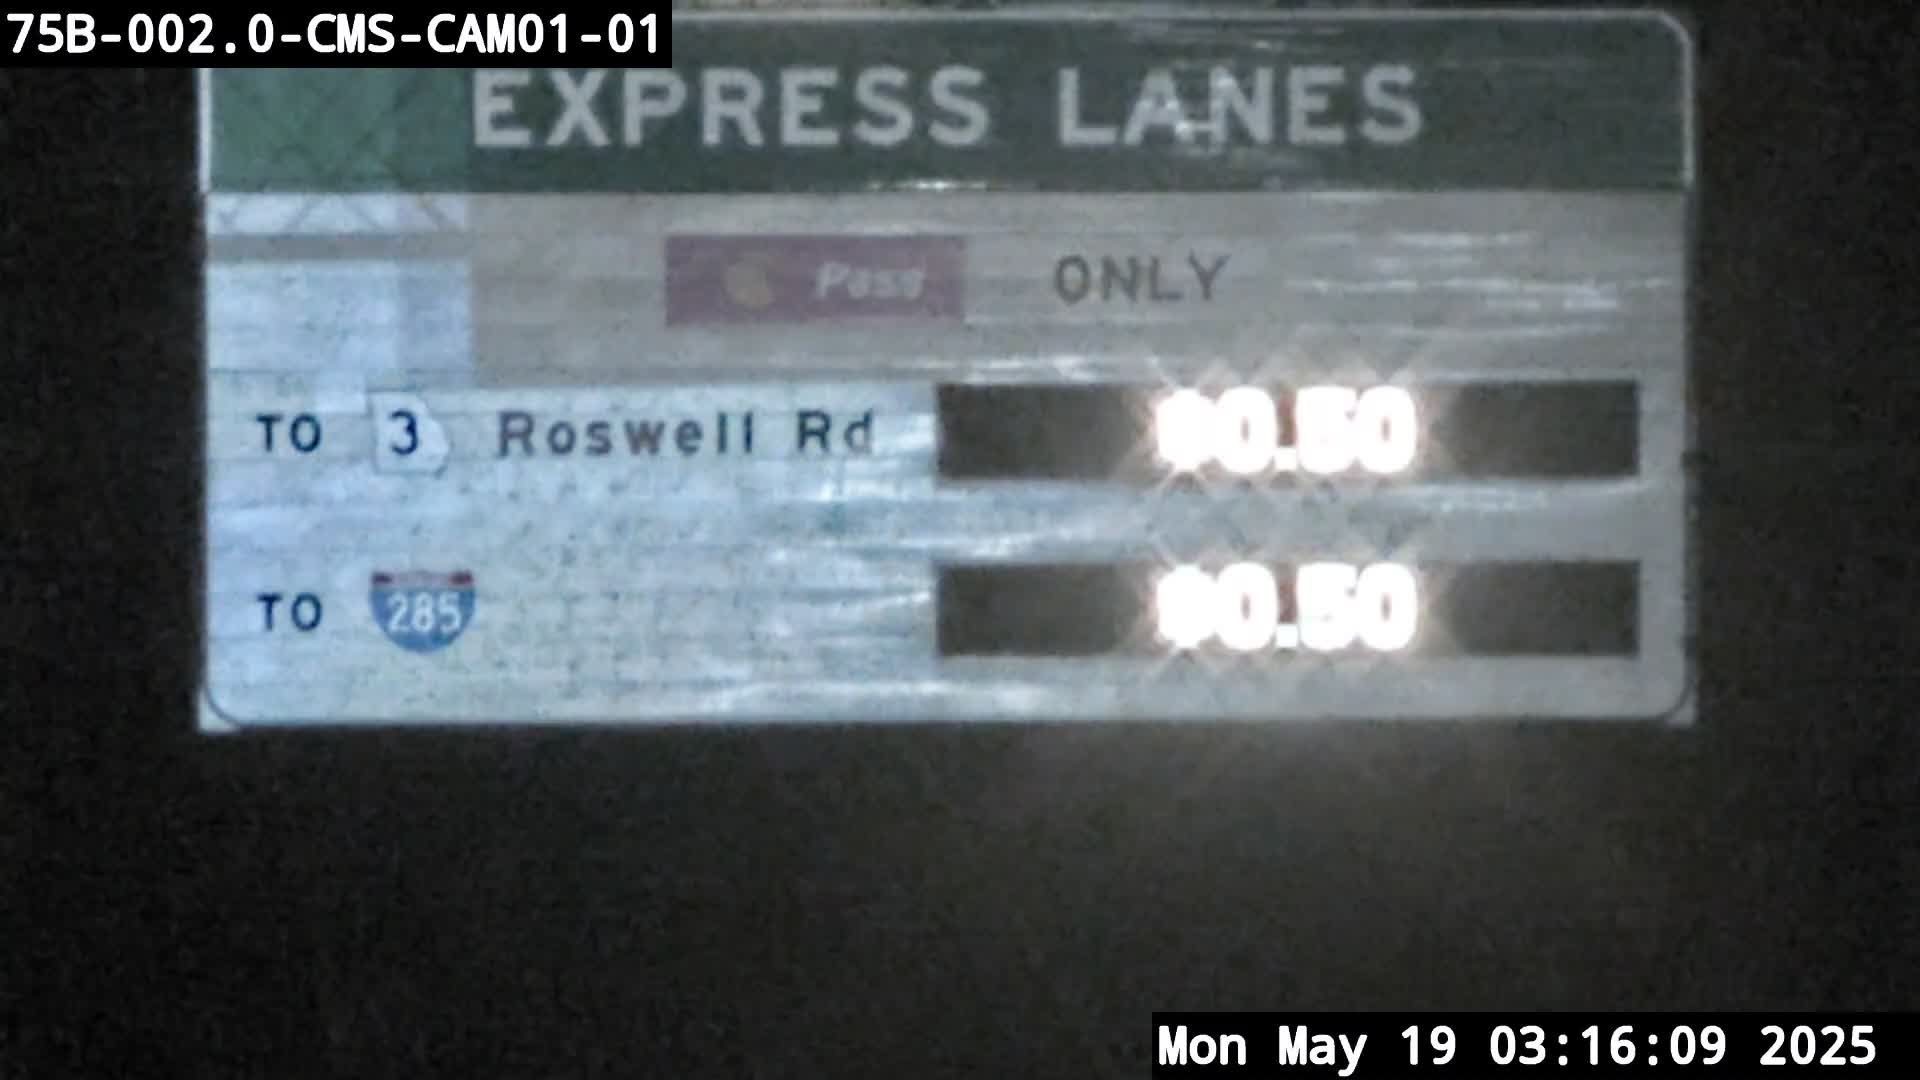 75B-002.0-CMS-CAM01-01
EXPRESS LANES
Pass ONLY
TO 3 Roswell Rd $0.50
TO 285 $0.50
Mon May 19 03:16:09 2025